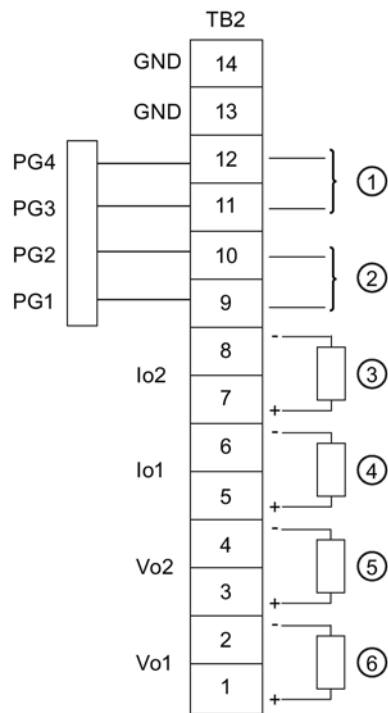 TB2
GND 14
GND 13
PG4 12 ①
PG3 11
PG2 10 ②
PG1 9
8 - ③
Io2
7 +
6 - ④
Io1
5 +
4 - ⑤
Vo2
3 +
2 - ⑥
Vo1
1 +